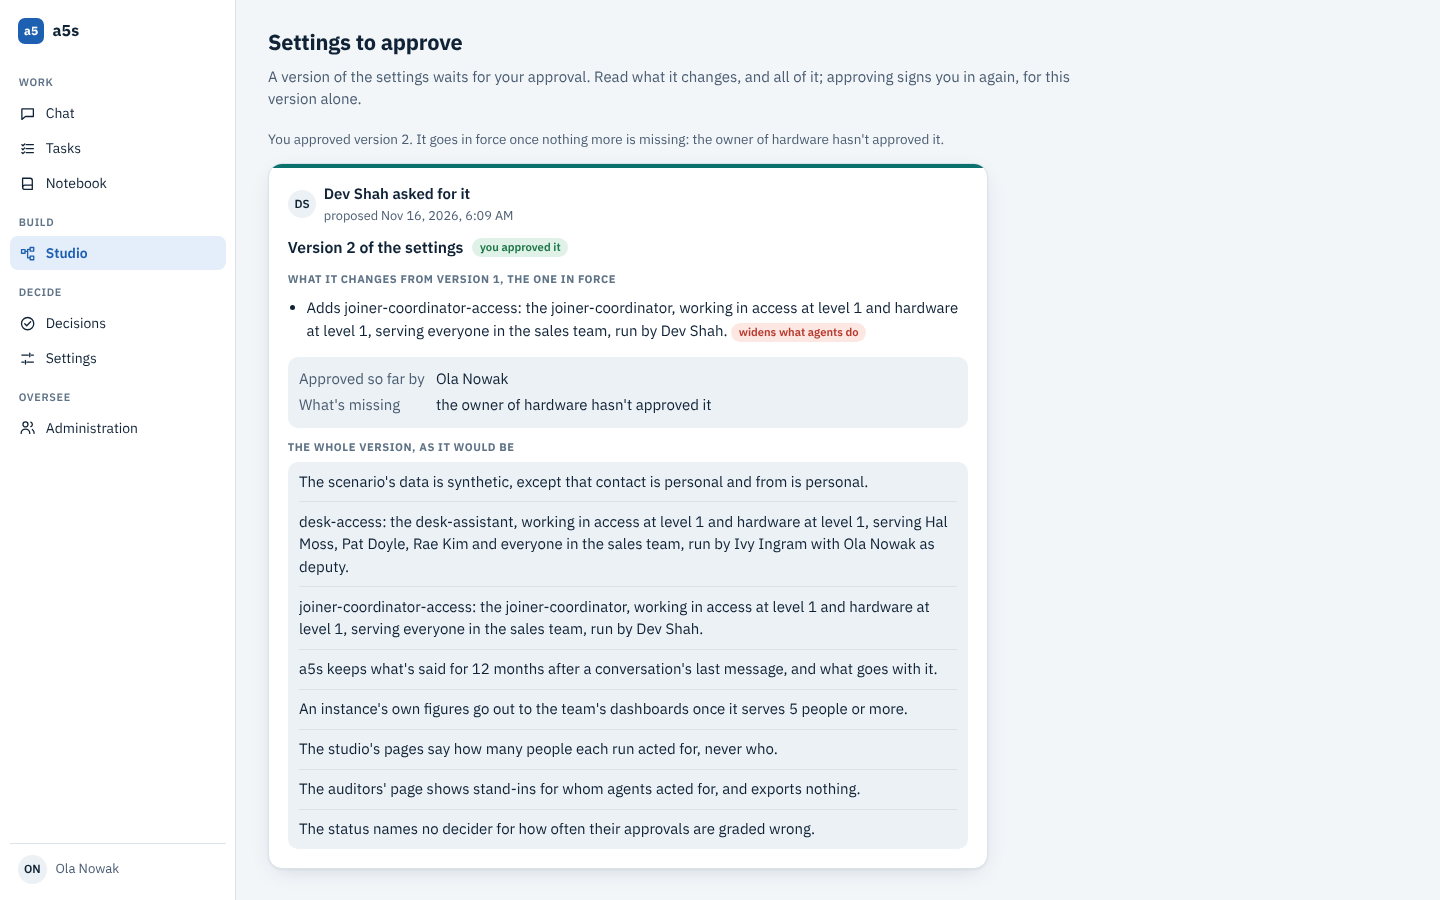 a5 a5s
WORK
Chat
Tasks
Notebook
BUILD
Studio
DECIDE
Decisions
Settings
OVERSEE
Administration
ON Ola Nowak
Settings to approve
A version of the settings waits for your approval. Read what it changes, and all of it; approving signs you in again, for this
version alone.
You approved version 2. It goes in force once nothing more is missing: the owner of hardware hasn't approved it.
DS Dev Shah asked for it
proposed Nov 16, 2026, 6:09 AM
Version 2 of the settings you approved it
WHAT IT CHANGES FROM VERSION 1, THE ONE IN FORCE
• Adds joiner-coordinator-access: the joiner-coordinator, working in access at level 1 and hardware
at level 1, serving everyone in the sales team, run by Dev Shah. widens what agents do
Approved so far by Ola Nowak
What's missing the owner of hardware hasn't approved it
THE WHOLE VERSION, AS IT WOULD BE
The scenario's data is synthetic, except that contact is personal and from is personal.
desk-access: the desk-assistant, working in access at level 1 and hardware at level 1, serving Hal
Moss, Pat Doyle, Rae Kim and everyone in the sales team, run by Ivy Ingram with Ola Nowak as
deputy.
joiner-coordinator-access: the joiner-coordinator, working in access at level 1 and hardware at
level 1, serving everyone in the sales team, run by Dev Shah.
a5s keeps what's said for 12 months after a conversation's last message, and what goes with it.
An instance's own figures go out to the team's dashboards once it serves 5 people or more.
The studio's pages say how many people each run acted for, never who.
The auditors' page shows stand-ins for whom agents acted for, and exports nothing.
The status names no decider for how often their approvals are graded wrong.